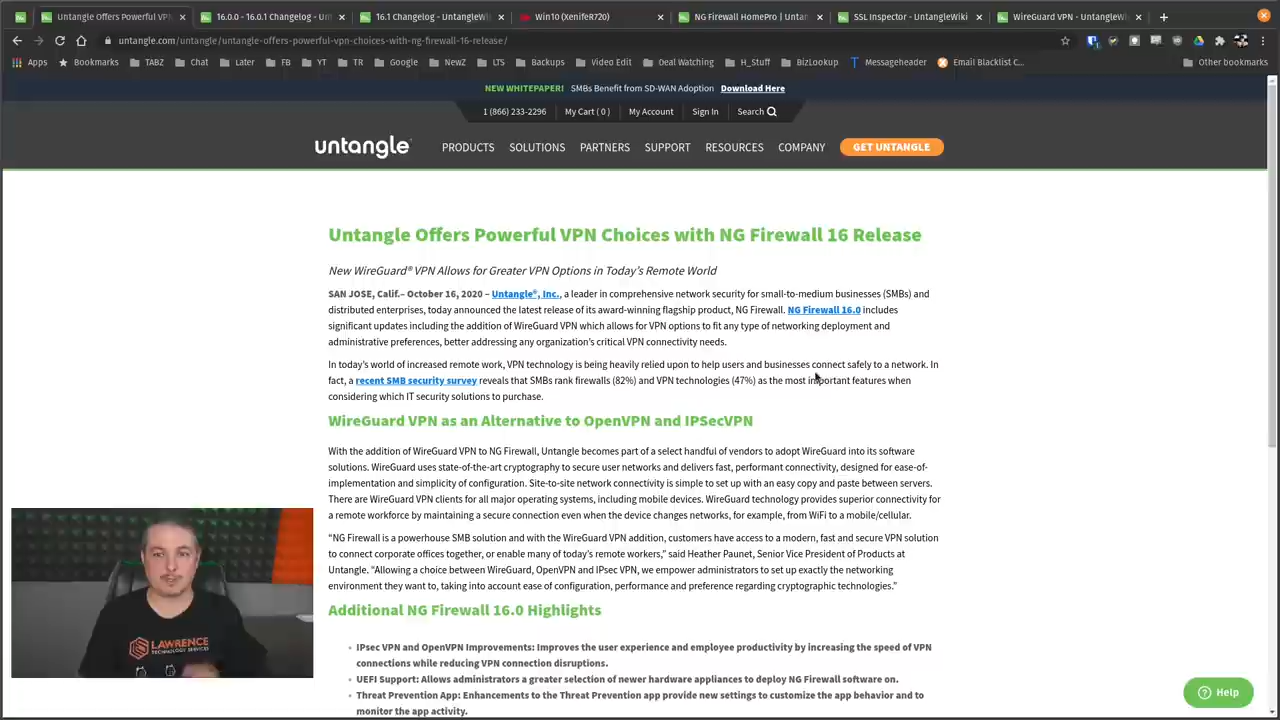 Untangle Offers Powerful VPN
16.0.0 - 16.0.1 Changelog - Un
16.1 Changelog - UntangleWi
Win10 (XenifeR720)
NG Firewall HomePro | Untan
SSL Inspector - UntangleWiki
WireGuard VPN - UntangleWi
untangle.com/untangle-offers-powerful-vpn-choices-with-ng-firewall-16-release/
Apps Bookmarks TABZ Chat Later FB YT TR Google NewZ LTS Backups Video Edit Deal Watching H_Stuff BizLookup Messageheader Email Blacklist C... Other bookmarks
NEW WHITEPAPER! SMBs Benefit from SD-WAN Adoption Download Here
1 (866) 233-2296 My Cart ( 0 ) My Account Sign In Search
untangle PRODUCTS SOLUTIONS PARTNERS SUPPORT RESOURCES COMPANY GET UNTANGLE
Untangle Offers Powerful VPN Choices with NG Firewall 16 Release
New WireGuard® VPN Allows for Greater VPN Options in Today's Remote World
SAN JOSE, Calif.– October 16, 2020 – Untangle®, Inc., a leader in comprehensive network security for small-to-medium businesses (SMBs) and
distributed enterprises, today announced the latest release of its award-winning flagship product, NG Firewall. NG Firewall 16.0 includes
significant updates including the addition of WireGuard VPN which allows for VPN options to fit any type of networking deployment and
administrative preferences, better addressing any organization's critical VPN connectivity needs.
In today's world of increased remote work, VPN technology is being heavily relied upon to help users and businesses connect safely to a network. In
fact, a recent SMB security survey reveals that SMBs rank firewalls (82%) and VPN technologies (47%) as the most important features when
considering which IT security solutions to purchase.
WireGuard VPN as an Alternative to OpenVPN and IPSecVPN
With the addition of WireGuard VPN to NG Firewall, Untangle becomes part of a select handful of vendors to adopt WireGuard into its software
solutions. WireGuard uses state-of-the-art cryptography to secure user networks and delivers fast, performant connectivity, designed for ease-of-
implementation and simplicity of configuration. Site-to-site network connectivity is simple to set up with an easy copy and paste between servers.
There are WireGuard VPN clients for all major operating systems, including mobile devices. WireGuard technology provides superior connectivity for
a remote workforce by maintaining a secure connection even when the device changes networks, for example, from WiFi to a mobile/cellular.
“NG Firewall is a powerhouse SMB solution and with the WireGuard VPN addition, customers have access to a modern, fast and secure VPN solution
to connect corporate offices together, or enable many of today's remote workers,” said Heather Paunet, Senior Vice President of Products at
Untangle. “Allowing a choice between WireGuard, OpenVPN and IPsec VPN, we empower administrators to set up exactly the networking
environment they want to, taking into account ease of configuration, performance and preference regarding cryptographic technologies.”
Additional NG Firewall 16.0 Highlights
IPsec VPN and OpenVPN Improvements: Improves the user experience and employee productivity by increasing the speed of VPN
connections while reducing VPN connection disruptions.
UEFI Support: Allows administrators a greater selection of newer hardware appliances to deploy NG Firewall software on.
Threat Prevention App: Enhancements to the Threat Prevention app provide new settings to customize the app behavior and to
monitor the app activity.
LAWRENCE
TECHNOLOGY SERVICES
Help